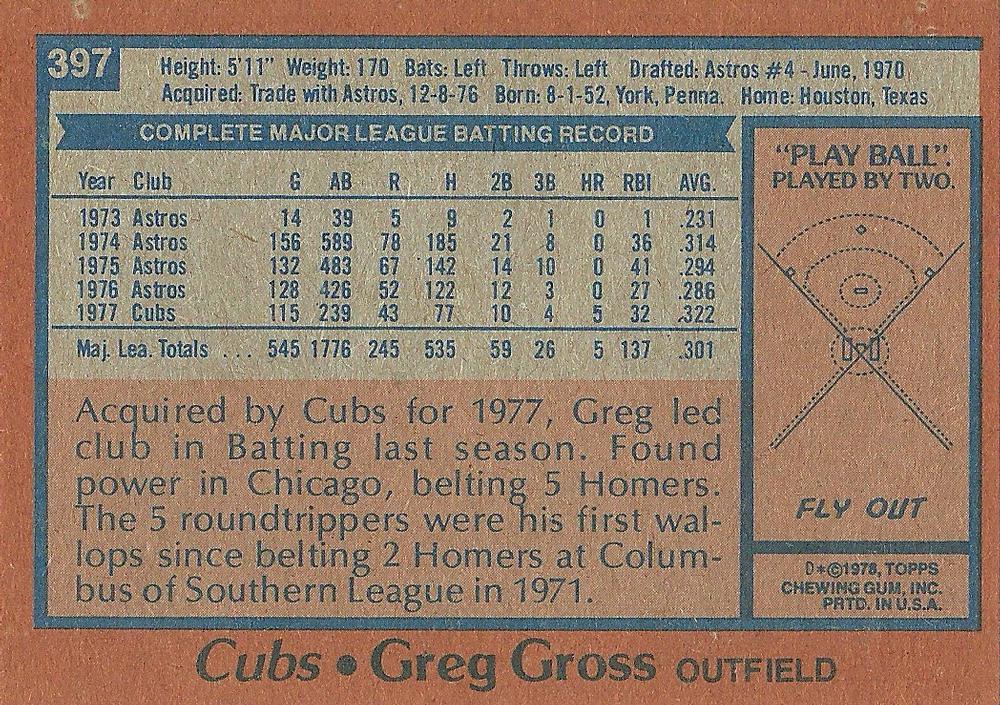 397
Height: 5'11" Weight: 170 Bats: Left Throws: Left Drafted: Astros #4 - June, 1970
Acquired: Trade with Astros, 12-8-76 Born: 8-1-52, York, Penna. Home: Houston, Texas
COMPLETE MAJOR LEAGUE BATTING RECORD
Year Club G AB R H 2B 3B HR RBI AVG.
1973 Astros 14 39 5 9 2 1 0 1 .231
1974 Astros 156 589 78 185 21 8 0 36 .314
1975 Astros 132 483 67 142 14 10 0 41 .294
1976 Astros 128 426 52 122 12 3 0 27 .286
1977 Cubs 115 239 43 77 10 4 5 32 .322
Maj. Lea. Totals ... 545 1776 245 535 59 26 5 137 .301
Acquired by Cubs for 1977, Greg led
club in Batting last season. Found
power in Chicago, belting 5 Homers.
The 5 roundtrippers were his first wal-
lops since belting 2 Homers at Colum-
bus of Southern League in 1971.
"PLAY BALL".
PLAYED BY TWO.
FLY OUT
D*©1978, TOPPS
CHEWING GUM, INC.
PRTD. IN U.S.A.
Cubs • Greg Gross OUTFIELD